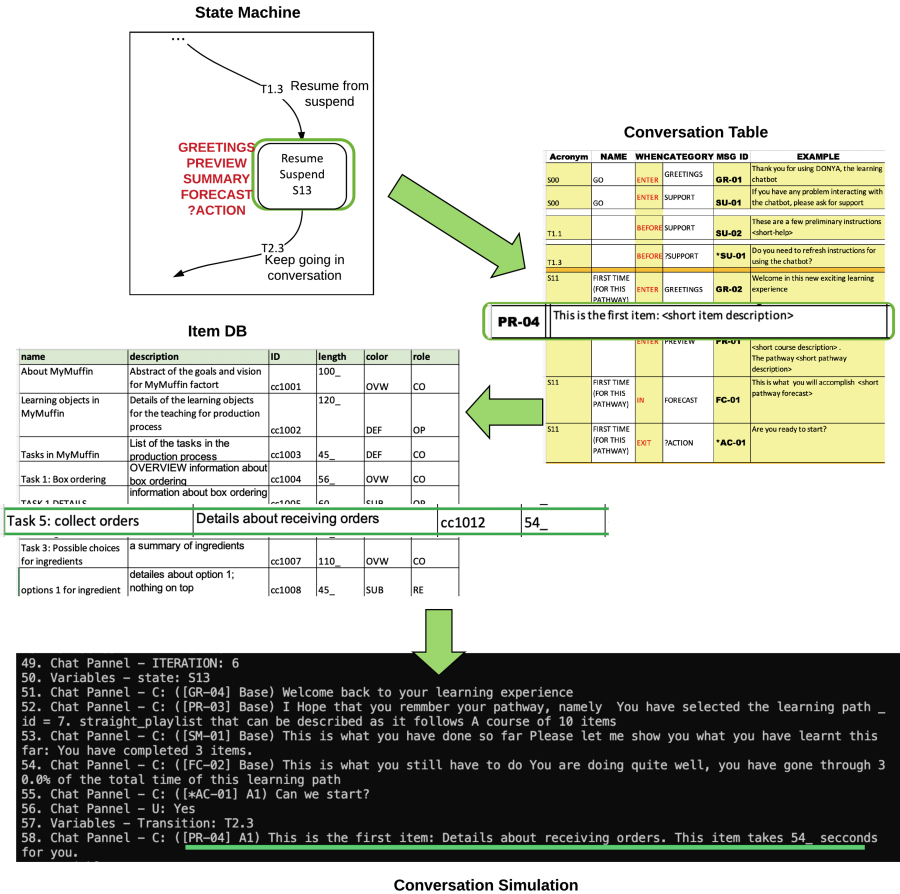 State Machine
...
T1.3 Resume from
suspend
GREETINGS
PREVIEW
SUMMARY
FORECAST
?ACTION
Resume
Suspend
S13
T2.3
Keep going in
conversation
Conversation Table
Acronym NAME WHEN CATEGORY MSG ID EXAMPLE
S00 GO ENTER GREETINGS GR-01 Thank you for using DONYA, the learning
chatbot
S00 GO ENTER SUPPORT SU-01 If you have any problem interacting with
the chatbot, please ask for support
T1.1 BEFORE SUPPORT SU-02 These are a few preliminary instructions
<short-help>
T1.3 BEFORE ?SUPPORT *SU-01 Do you need to refresh instructions for
using the chatbot?
S11 FIRST TIME
(FOR THIS
PATHWAY) ENTER GREETINGS GR-02 Welcome in this new exciting learning
experience
PR-04 This is the first item: <short item description>
ENTER PREVIEW PR-01 <short course description> .
The pathway <short pathway
description>
S11 FIRST TIME
(FOR THIS
PATHWAY) IN FORECAST FC-01 This is what you will accomplish <short
pathway forecast>
S11 FIRST TIME
(FOR THIS
PATHWAY) EXIT ?ACTION *AC-01 Are you ready to start?
Item DB
name description ID length color role
About MyMuffin Abstract of the goals and vision
for MyMuffin factort cc1001 100_ OVW CO
Learning objects in
MyMuffin Details of the learning objects
for the teaching for production
process cc1002 120_ DEF OP
Tasks in MyMuffin List of the tasks in the
production process cc1003 45_ DEF CO
Task 1: Box ordering OVERVIEW information about
box ordering cc1004 56_ OVW CO
TASK 1 DETAILS information about box ordering cc1005 60_ SUB OP
Task 5: collect orders Details about receiving orders cc1012 54_
Task 3: Possible choices
for ingredients a summary of ingredients cc1007 110_ OVW CO
options 1 for ingredient detailes about option 1;
nothing on top cc1008 45_ SUB RE
49. Chat Pannel – ITERATION: 6
50. Variables – state: S13
51. Chat Pannel – C: ([GR-04] Base) Welcome back to your learning experience
52. Chat Pannel – C: ([PR-03] Base) I Hope that you remmber your pathway, namely  You have selected the learning path _
id = 7. straight_playlist that can be described as it follows A course of 10 items
53. Chat Pannel – C: ([SM-01] Base) This is what you have done so far Please let me show you what you have learnt this
far: You have completed 3 items.
54. Chat Pannel – C: ([FC-02] Base) This is what you still have to do You are doing quite well, you have gone through 3
0.0% of the total time of this learning path
55. Chat Pannel – C: ([*AC-01] A1) Can we start?
56. Chat Pannel – U: Yes
57. Variables – Transition: T2.3
58. Chat Pannel – C: ([PR-04] A1) This is the first item: Details about receiving orders. This item takes 54_ secconds
for you.
Conversation Simulation